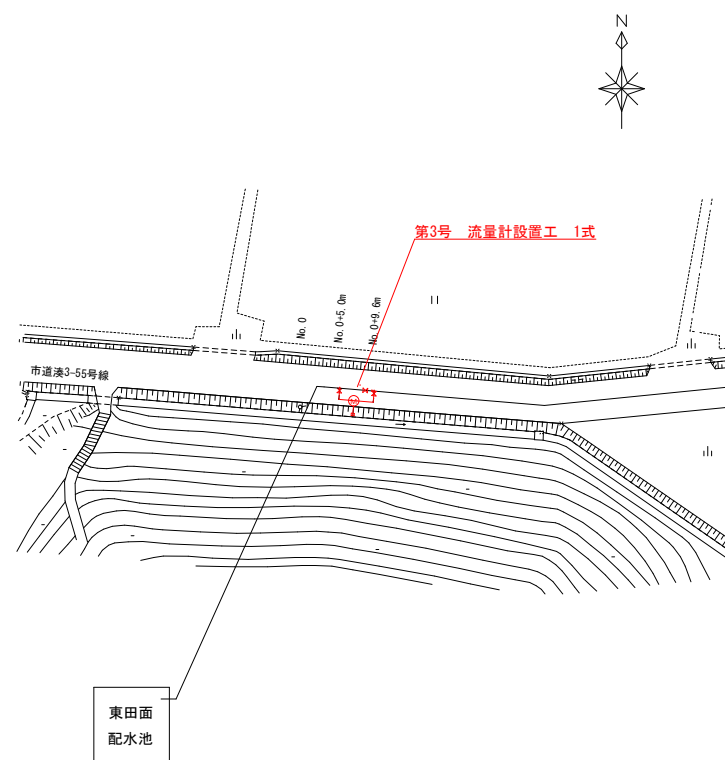 N
第3号　流量計設置工　1式
No.0
No.0+5.0m
No.0+9.6m
市道湊3-55号線
M
東田面
配水池